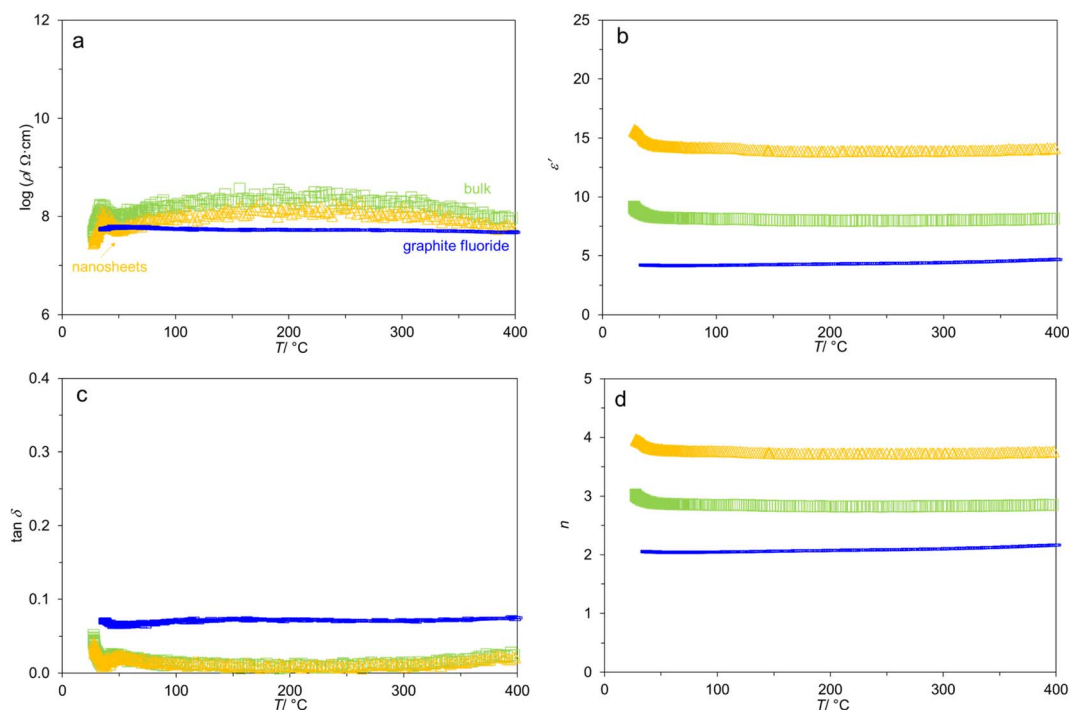 a
12
10
8
6
log (ρ/ Ω·cm)
bulk
graphite fluoride
nanosheets
0
100
200
300
400
T/ °C
b
25
20
15
10
5
0
ε′
0
100
200
300
400
T/ °C
c
0.4
0.3
0.2
0.1
0.0
tan δ
0
100
200
300
400
T/ °C
d
5
4
3
2
1
0
n
0
100
200
300
400
T/ °C